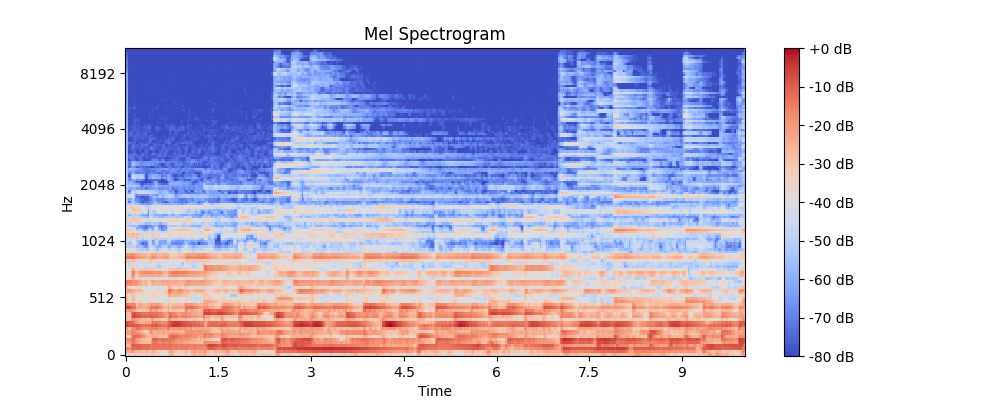 Mel Spectrogram
Hz
8192
4096
2048
1024
512
0
0 1.5 3 4.5 6 7.5 9
Time
+0 dB
-10 dB
-20 dB
-30 dB
-40 dB
-50 dB
-60 dB
-70 dB
-80 dB